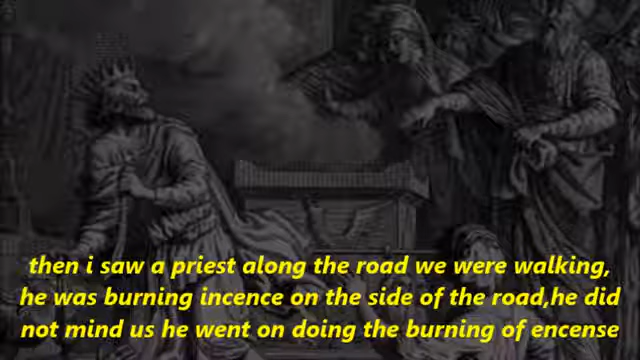 then i saw a priest along the road we were walking,
he was burning incence on the side of the road,he did
not mind us he went on doing the burning of encense